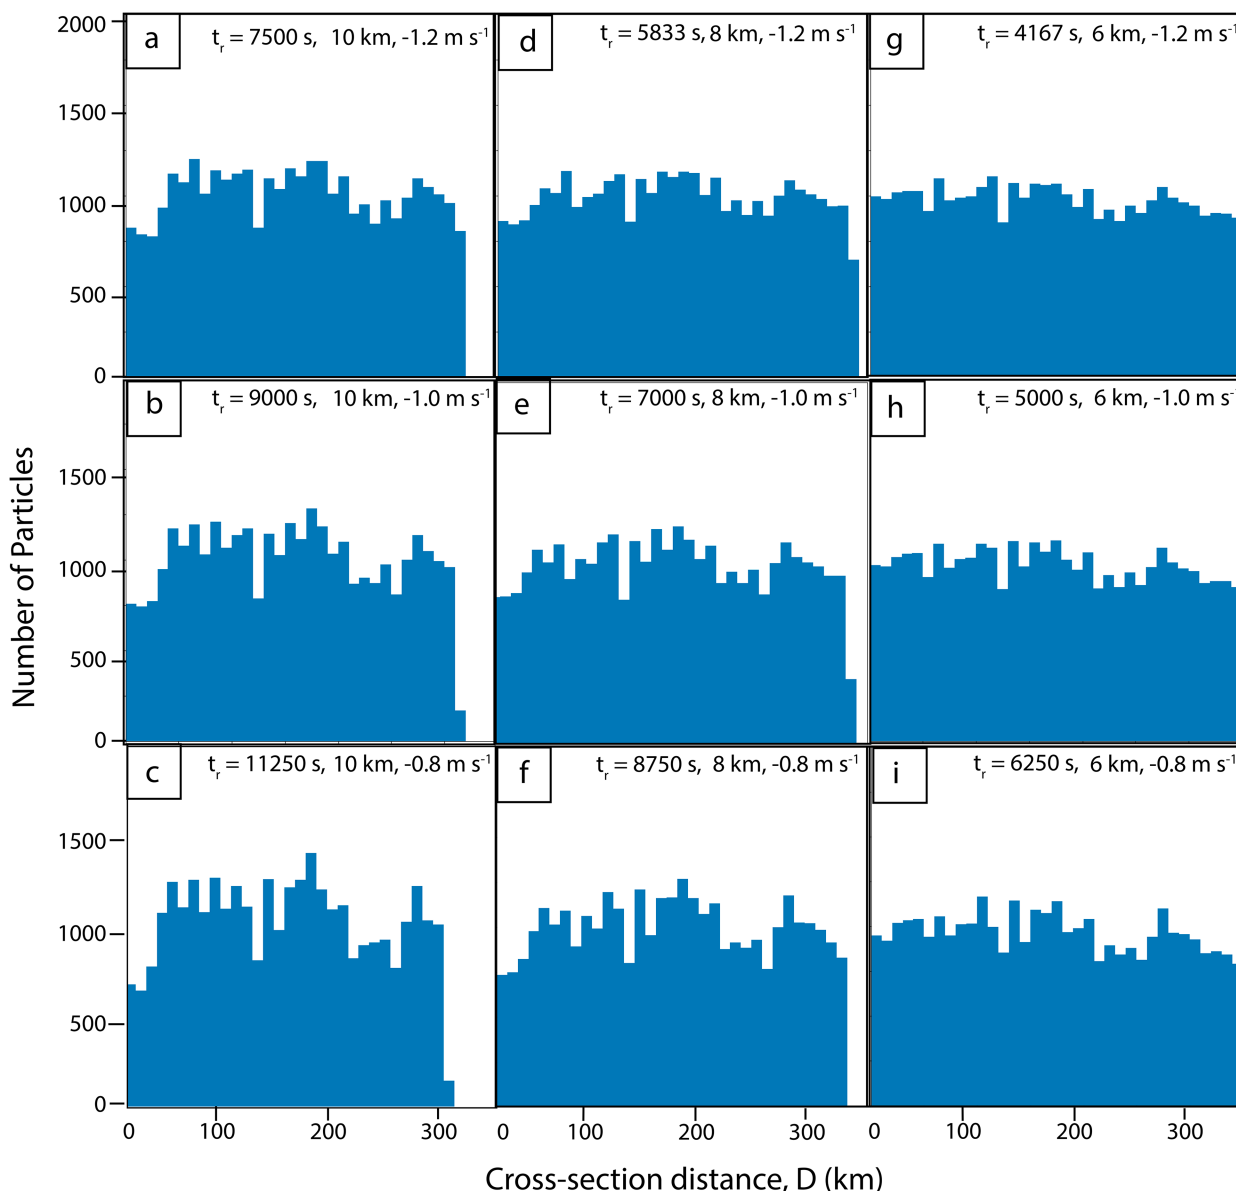 a
tr = 7500 s, 10 km, -1.2 m s-1
d
tr = 5833 s, 8 km, -1.2 m s-1
g
tr = 4167 s, 6 km, -1.2 m s-1
2000
1500
1000
500
0
b
tr = 9000 s, 10 km, -1.0 m s-1
e
tr = 7000 s, 8 km, -1.0 m s-1
h
tr = 5000 s, 6 km, -1.0 m s-1
1500
1000
500
0
c
tr = 11250 s, 10 km, -0.8 m s-1
f
tr = 8750 s, 8 km, -0.8 m s-1
i
tr = 6250 s, 6 km, -0.8 m s-1
1500
1000
500
0
Number of Particles
0 100 200 300
0 100 200 300
0 100 200 300
Cross-section distance, D (km)